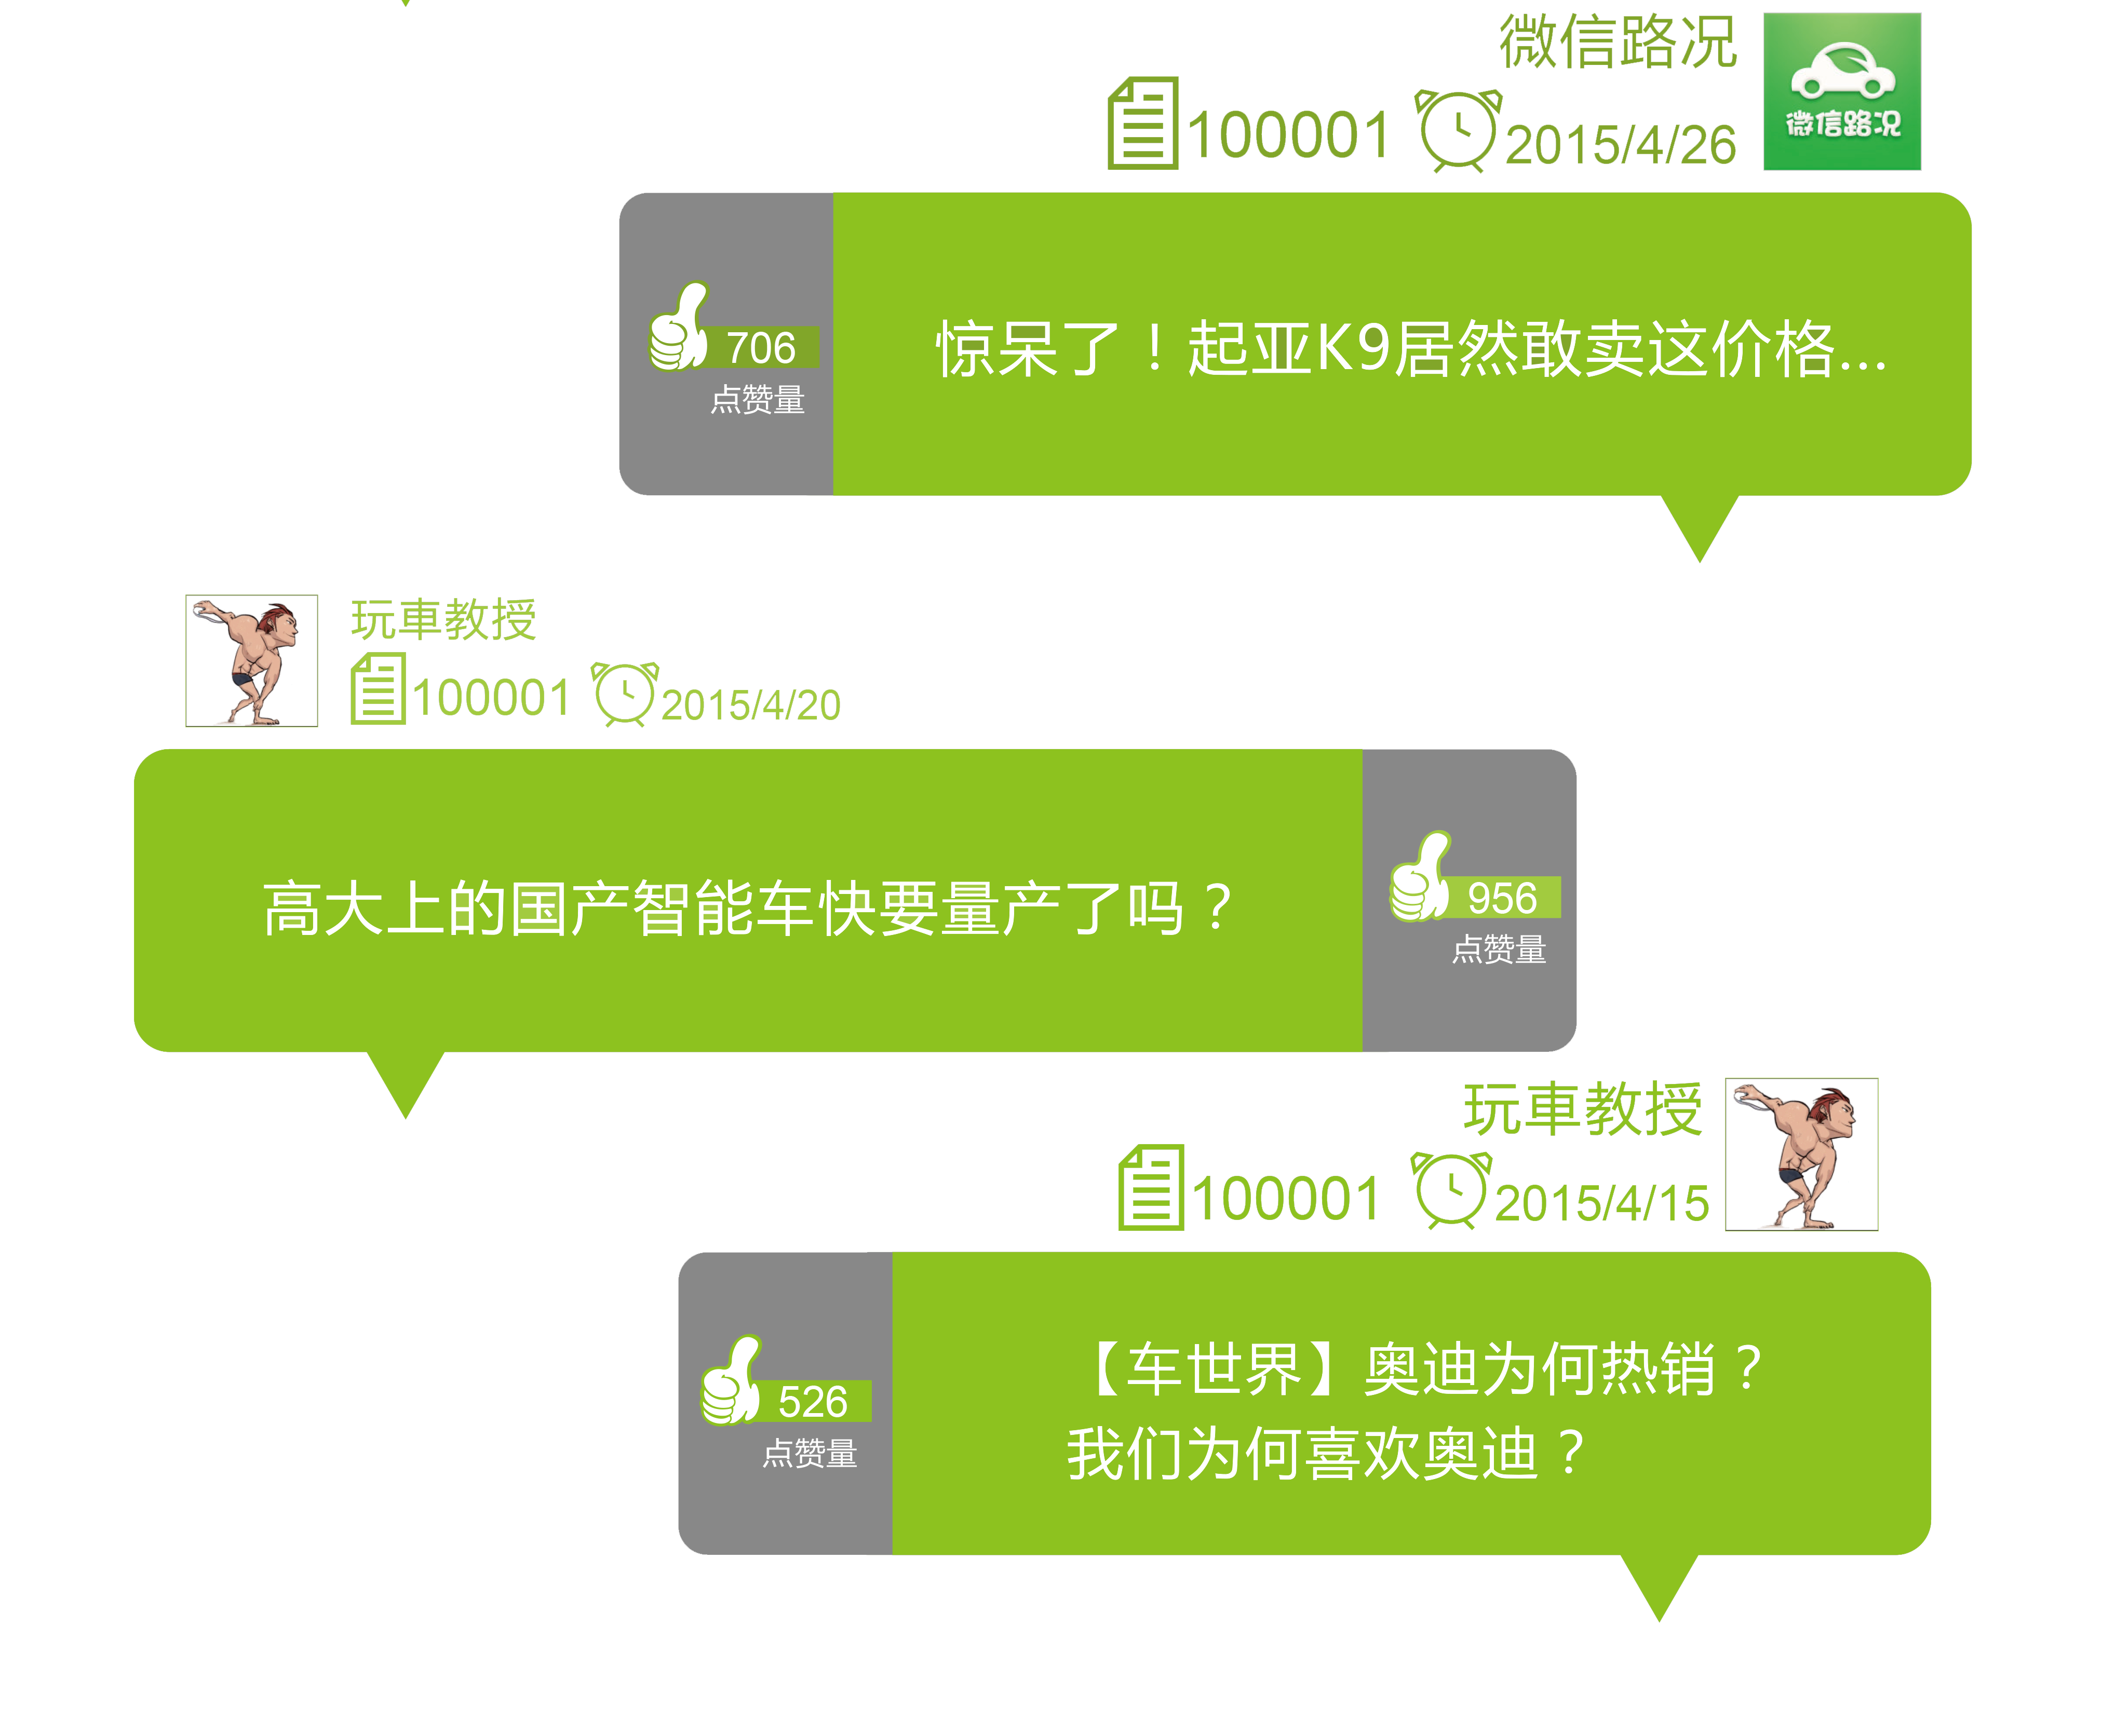 微信路况
100001 2015/4/26
微信路况
706
点赞量
惊呆了！起亚K9居然敢卖这价格...
玩車教授
100001 2015/4/20
高大上的国产智能车快要量产了吗？
956
点赞量
玩車教授
100001 2015/4/15
526
点赞量
【车世界】奥迪为何热销？
我们为何喜欢奥迪？